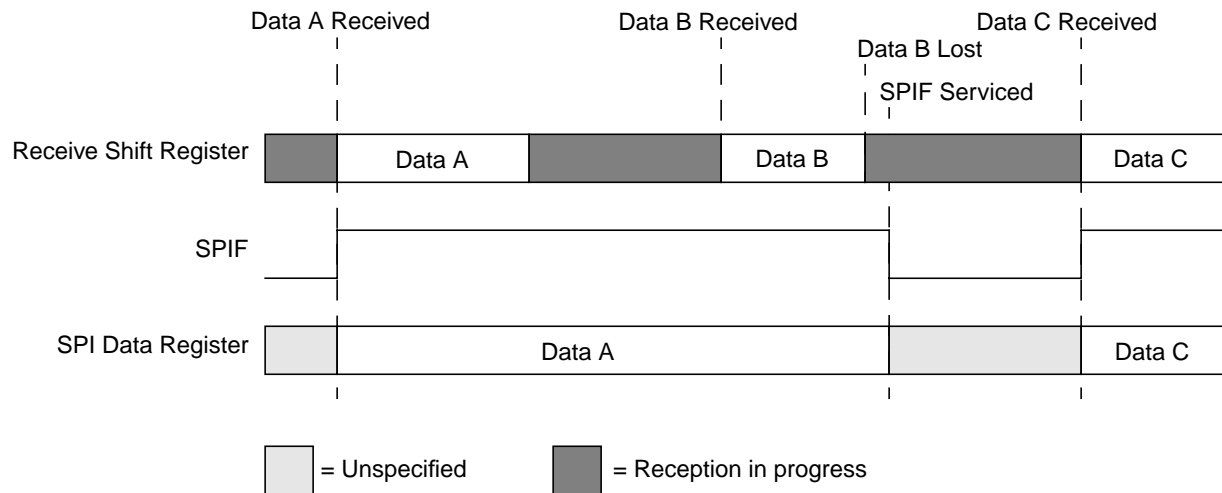 Data A Received
Data B Received
Data C Received
Data B Lost
SPIF Serviced
Receive Shift Register
Data A
Data B
Data C
SPIF
SPI Data Register
Data A
Data C
= Unspecified
= Reception in progress